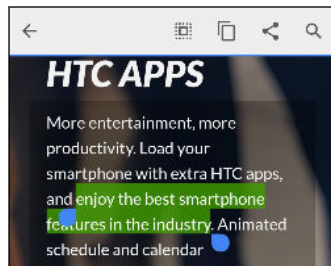 HTC APPS
More entertainment, more
productivity. Load your
smartphone with extra HTC apps,
and enjoy the best smartphone
features in the industry. Animated
schedule and calendar